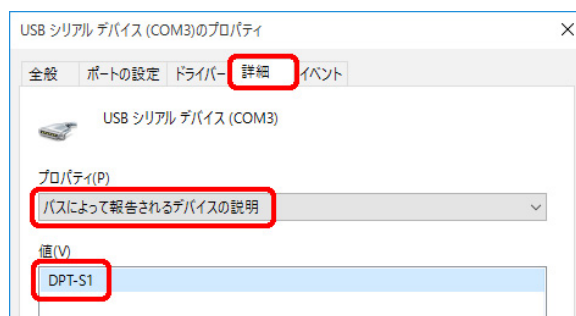 USB シリアル デバイス (COM3)のプロパティ
全般 ポートの設定 ドライバー 詳細 イベント
USB シリアル デバイス (COM3)
プロパティ(P)
バスによって報告されるデバイスの説明
値(V)
DPT-S1